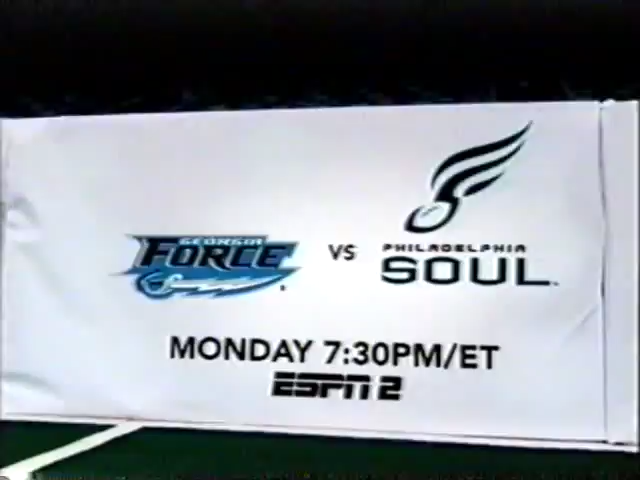 GEORGIA
FORCE
VS
PHILADELPHIA
SOUL
MONDAY 7:30PM/ET
ESPN2